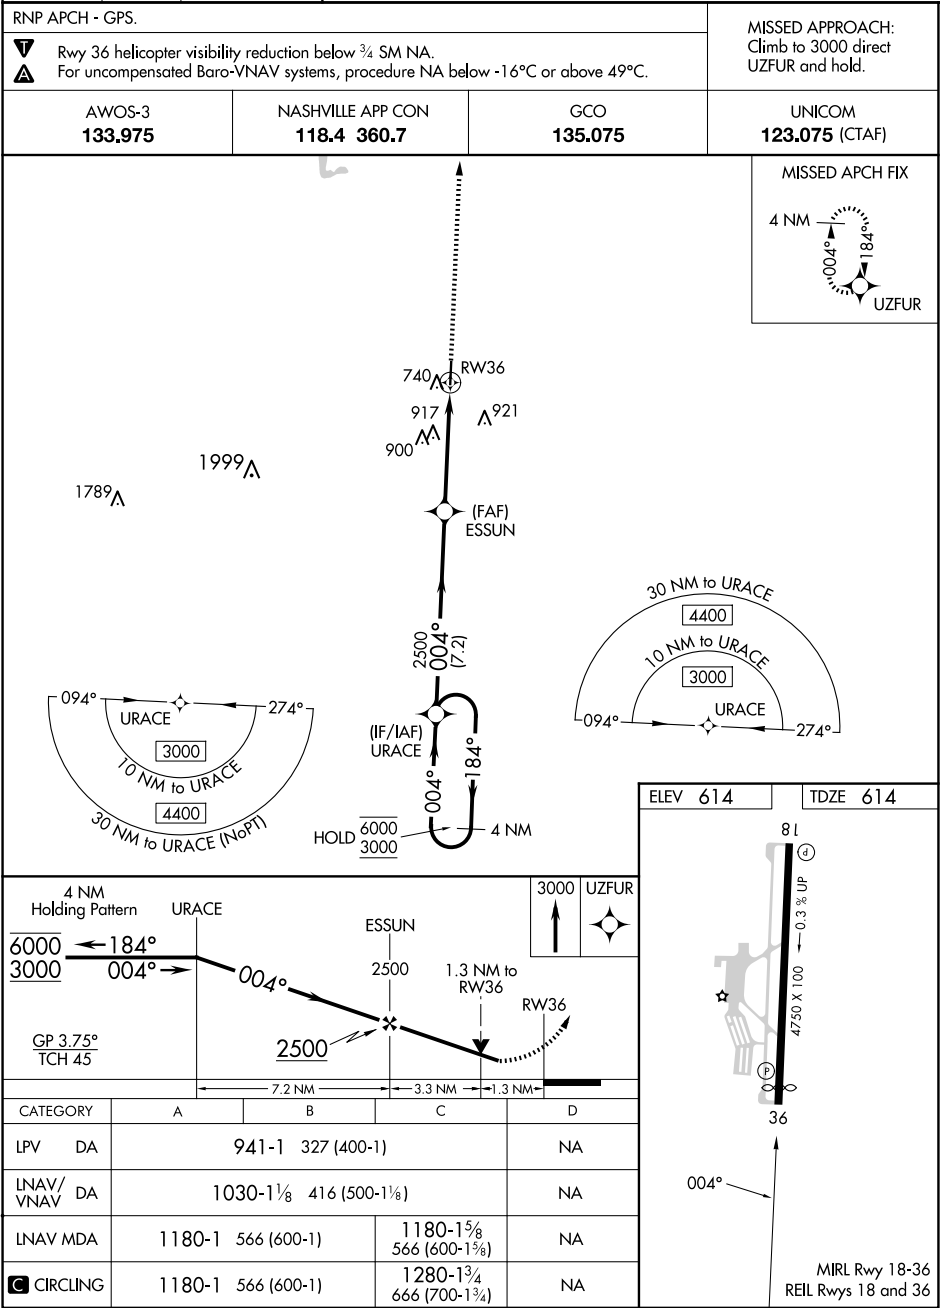 RNP APCH - GPS.
T Rwy 36 helicopter visibility reduction below ¾ SM NA.
A For uncompensated Baro-VNAV systems, procedure NA below -16°C or above 49°C.
MISSED APPROACH:
Climb to 3000 direct
UZFUR and hold.
AWOS-3
133.975
NASHVILLE APP CON
118.4 360.7
GCO
135.075
UNICOM
123.075 (CTAF)
MISSED APCH FIX
4 NM
004°
184°
UZFUR
740
RW36
917
921
900
1999
1789
(FAF)
ESSUN
2500
004°
(7.2)
(IF/IAF)
URACE
004°
184°
HOLD
6000
3000
4 NM
094°
274°
URACE
3000
10 NM to URACE
4400
30 NM to URACE (NoPT)
30 NM to URACE
4400
10 NM to URACE
3000
URACE
094°
274°
ELEV 614
TDZE 614
18
P
0.3 % UP
4750 X 100
P
36
004°
MIRL Rwy 18-36
REIL Rwys 18 and 36
4 NM
Holding Pattern
URACE
6000
3000
184°
004°
004°
ESSUN
2500
2500
1.3 NM to
RW36
RW36
3000
UZFUR
GP 3.75°
TCH 45
7.2 NM
3.3 NM
1.3 NM
CATEGORY A B C D
LPV DA 941-1 327 (400-1) NA
LNAV/
VNAV DA 1030-1⅛ 416 (500-1⅛) NA
LNAV MDA 1180-1 566 (600-1) 1180-1⅝
566 (600-1⅝) NA
C CIRCLING 1180-1 566 (600-1) 1280-1¾
666 (700-1¾) NA